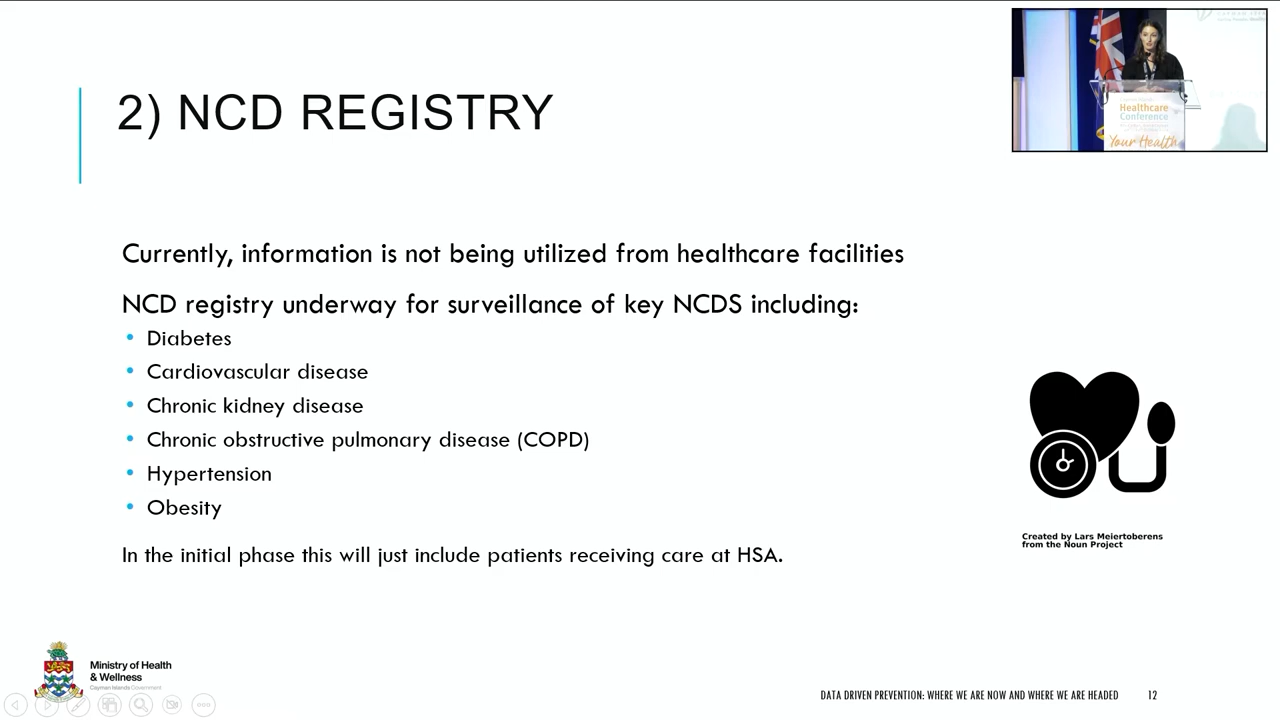 2) NCD REGISTRY
Healthcare
Conference
Your Health
Currently, information is not being utilized from healthcare facilities
NCD registry underway for surveillance of key NCDS including:
• Diabetes
• Cardiovascular disease
• Chronic kidney disease
• Chronic obstructive pulmonary disease (COPD)
• Hypertension
• Obesity
In the initial phase this will just include patients receiving care at HSA.
Created by Lars Meiertoberens
from the Noun Project
Ministry of Health
& Wellness
Cayman Islands Government
DATA DRIVEN PREVENTION: WHERE WE ARE NOW AND WHERE WE ARE HEADED
12